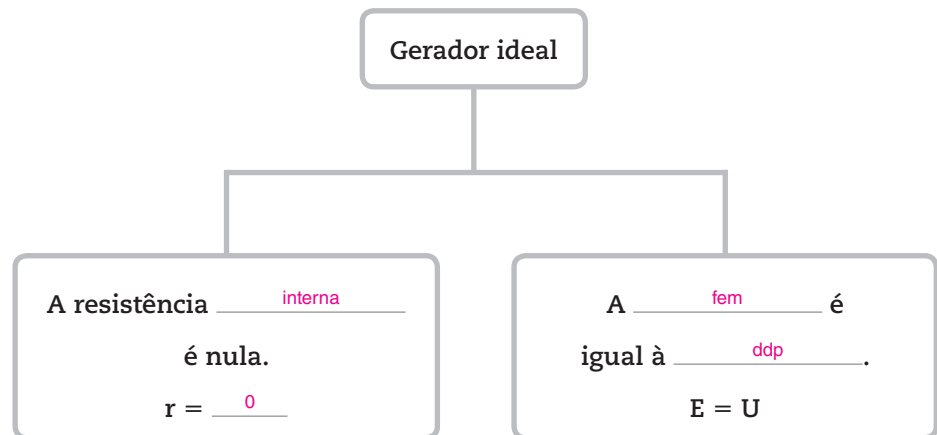 Gerador ideal
A resistência interna
é nula.
r = 0
A fem é
igual à ddp.
E = U